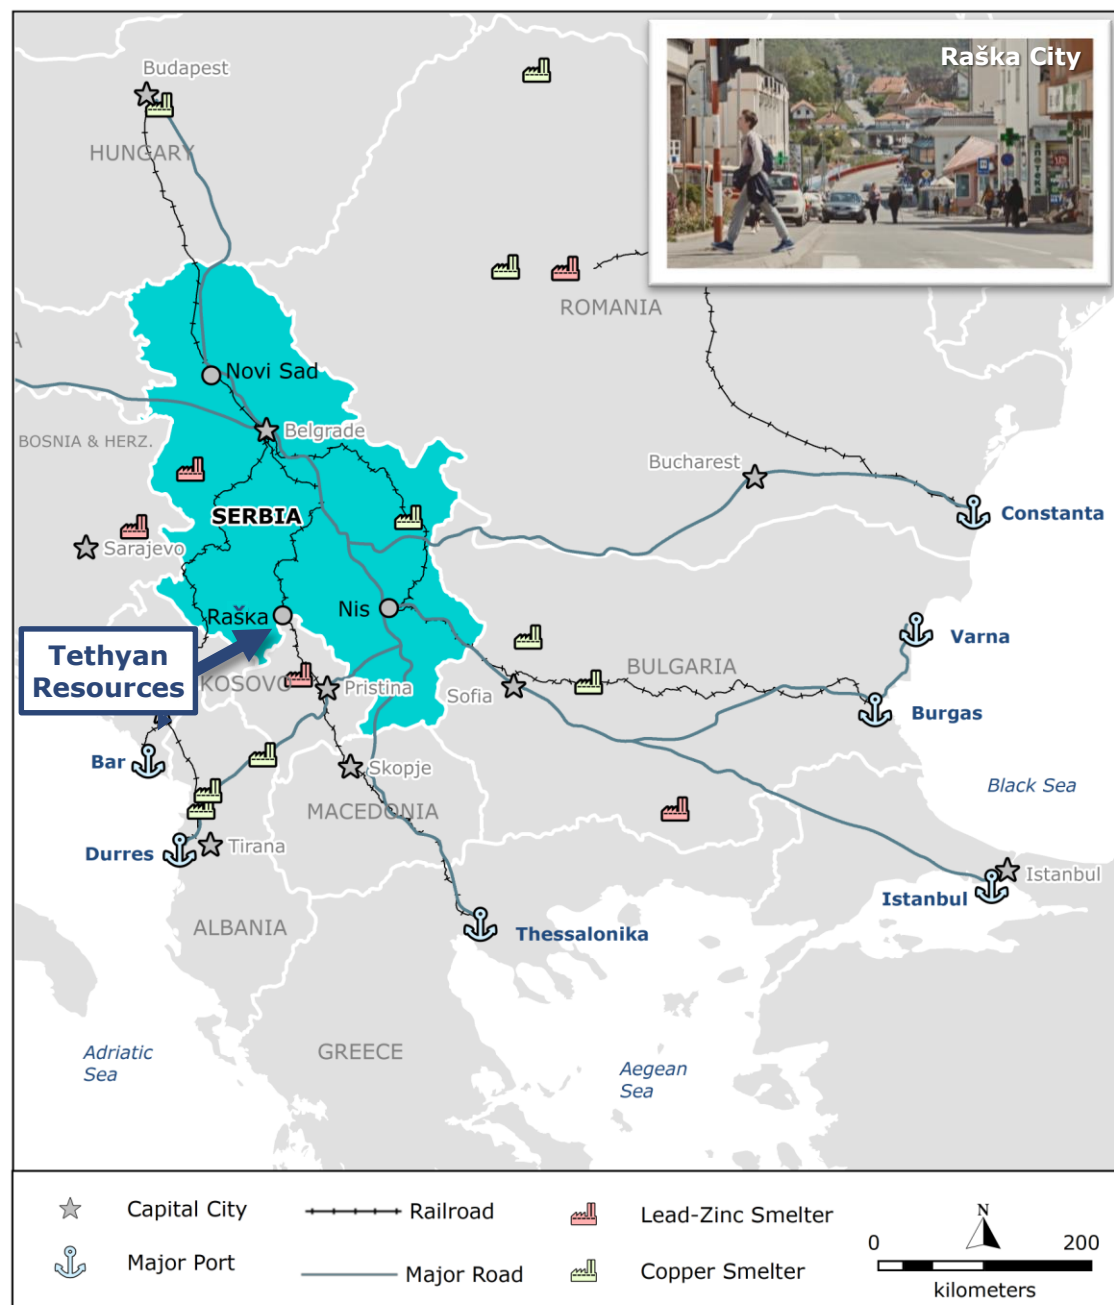 Raška City
АПОТЕКА
Budapest
HUNGARY
ROMANIA
A
Novi Sad
Belgrade
BOSNIA & HERZ.
Bucharest
SERBIA
Constanta
Sarajevo
Raška
Nis
Varna
Tethyan
Resources
KOSOVO
Pristina
Sofia
BULGARIA
Burgas
Bar
Skopje
Black Sea
MACEDONIA
Durres
Tirana
Istanbul
Istanbul
ALBANIA
Thessalonika
Adriatic
Sea
GREECE
Aegean
Sea
Capital City
Railroad
Lead-Zinc Smelter
N
0 200
Major Port
Major Road
Copper Smelter
kilometers